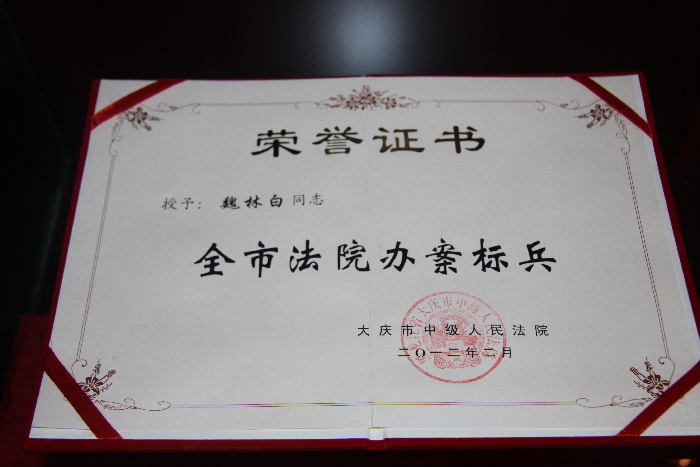 荣誉证书
授予：魏林白同志
全市法院办案标兵
大庆市中级人民法院
二〇一二年二月